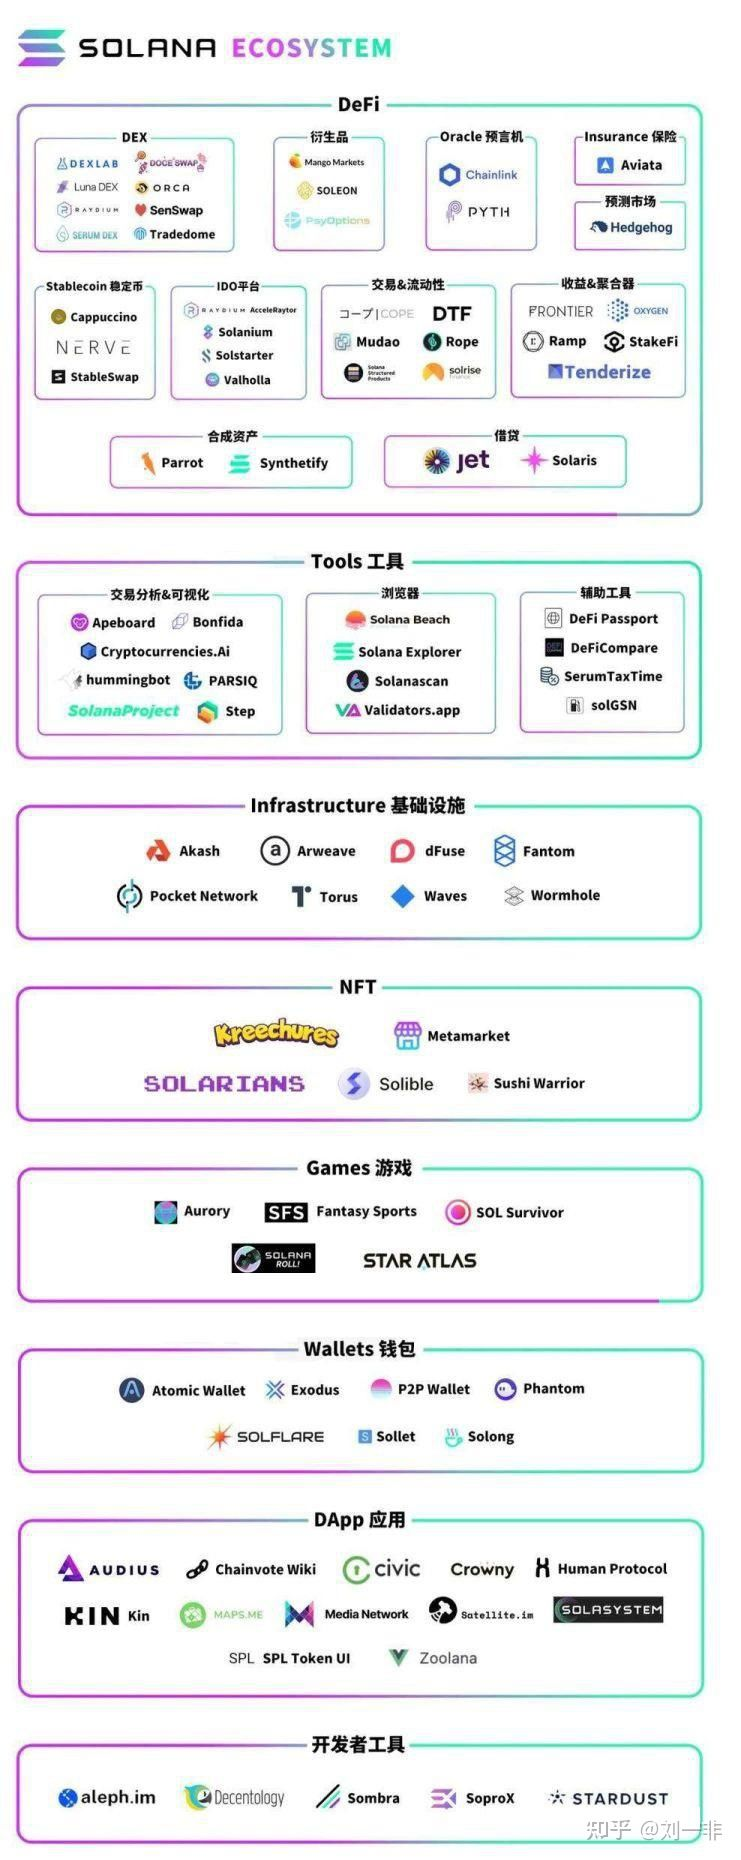 SOLANA ECOSYSTEM
DeFi
DEX
DEXLAB
DOCE SWAP
Luna DEX
ORCA
RAYDIUM
SenSwap
SERUM DEX
Tradedome
衍生品
Mango Markets
SOLEON
PsyOptions
Oracle 预言机
Chainlink
PYTH
Insurance 保险
Aviata
预测市场
Hedgehog
Stablecoin 稳定币
Cappuccino
NERVE
StableSwap
IDO平台
RAYDIUM AcceleRaytor
Solanium
Solstarter
Valholla
交易&流动性
コープ|COPE
DTF
Mudao
Rope
Solana
Structured
Products
solrise
finance
收益&聚合器
FRONTIER
OXYGEN
Ramp
StakeFi
Tenderize
合成资产
Parrot
Synthetify
借贷
Jet
Solaris
Tools 工具
交易分析&可视化
Apeboard
Bonfida
Cryptocurrencies.Ai
hummingbot
PARSIQ
SolanaProject
Step
浏览器
Solana Beach
Solana Explorer
Solanascan
VA Validators.app
辅助工具
DeFi Passport
DeFiCompare
SerumTaxTime
solGSN
Infrastructure 基础设施
Akash
a Arweave
dFuse
Fantom
Pocket Network
Torus
Waves
Wormhole
NFT
Kreechures
Metamarket
SOLARIANS
Solible
Sushi Warrior
Games 游戏
Aurory
SFS Fantasy Sports
SOL Survivor
SOLANA
ROLL!
STAR ATLAS
Wallets 钱包
Atomic Wallet
Exodus
P2P Wallet
Phantom
SOLFLARE
S Sollet
Solong
DApp 应用
AUDIUS
Chainvote Wiki
civic
Crowny
Human Protocol
KIN Kin
MAPS.ME
Media Network
Satellite.im
SOLASYSTEM
SPL SPL Token UI
Zoolana
开发者工具
aleph.im
Decentology
Sombra
SoproX
STARDUST
知乎 @刘一非